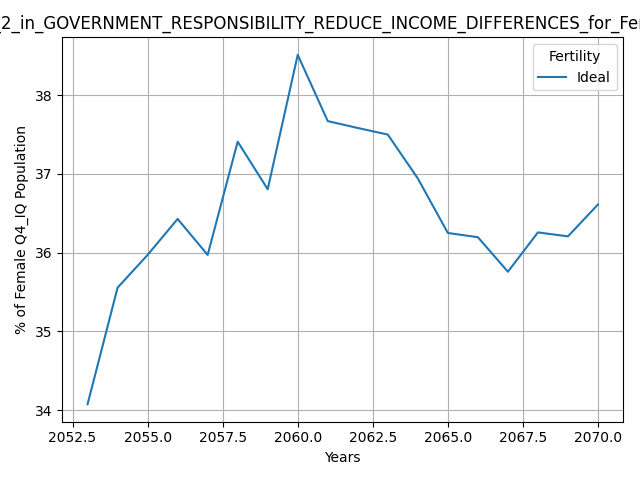 _2_in_GOVERNMENT_RESPONSIBILITY_REDUCE_INCOME_DIFFERENCES_for_Fe
Fertility
Ideal
% of Female Q4_IQ Population
38
37
36
35
34
2052.5 2055.0 2057.5 2060.0 2062.5 2065.0 2067.5 2070.0
Years